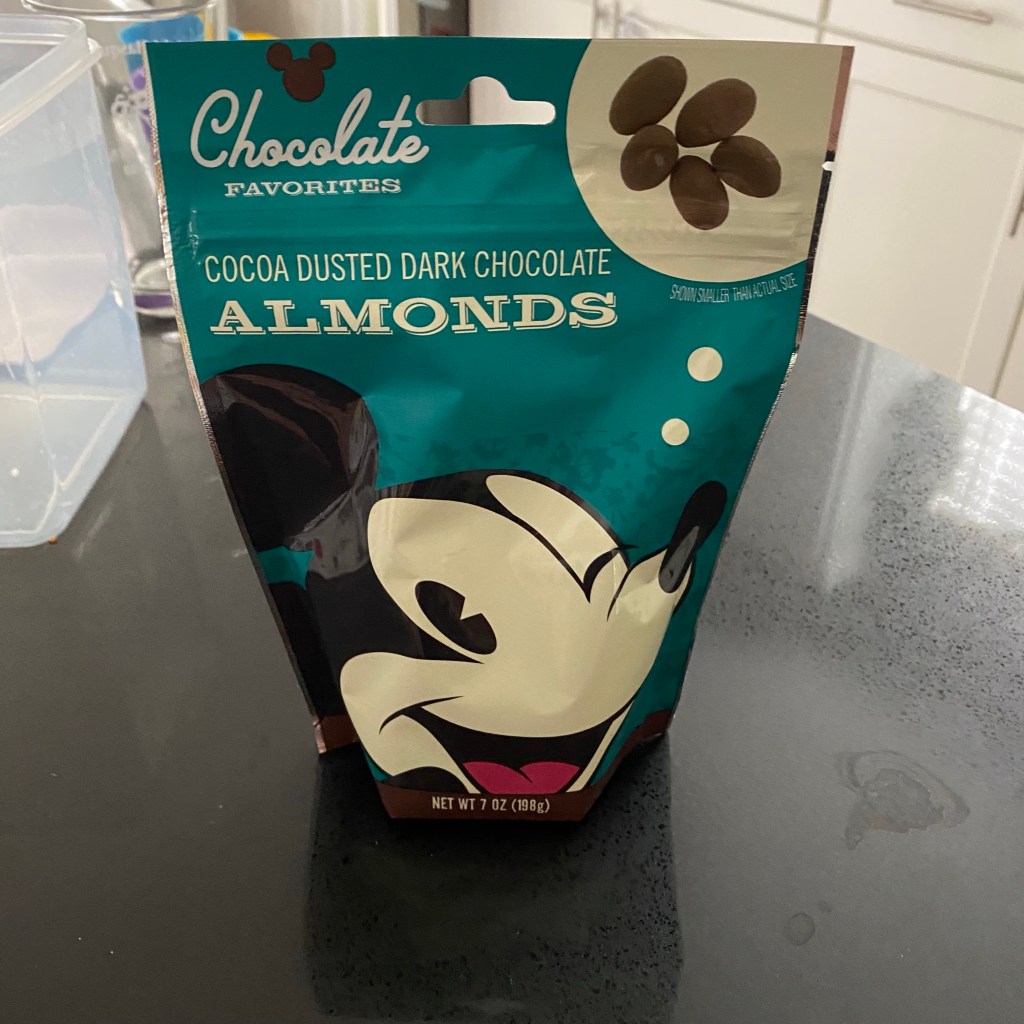 Chocolate
FAVORITES
COCOA DUSTED DARK CHOCOLATE
ALMONDS
SHOWN SMALLER THAN ACTUAL SIZE
NET WT 7 OZ (198g)